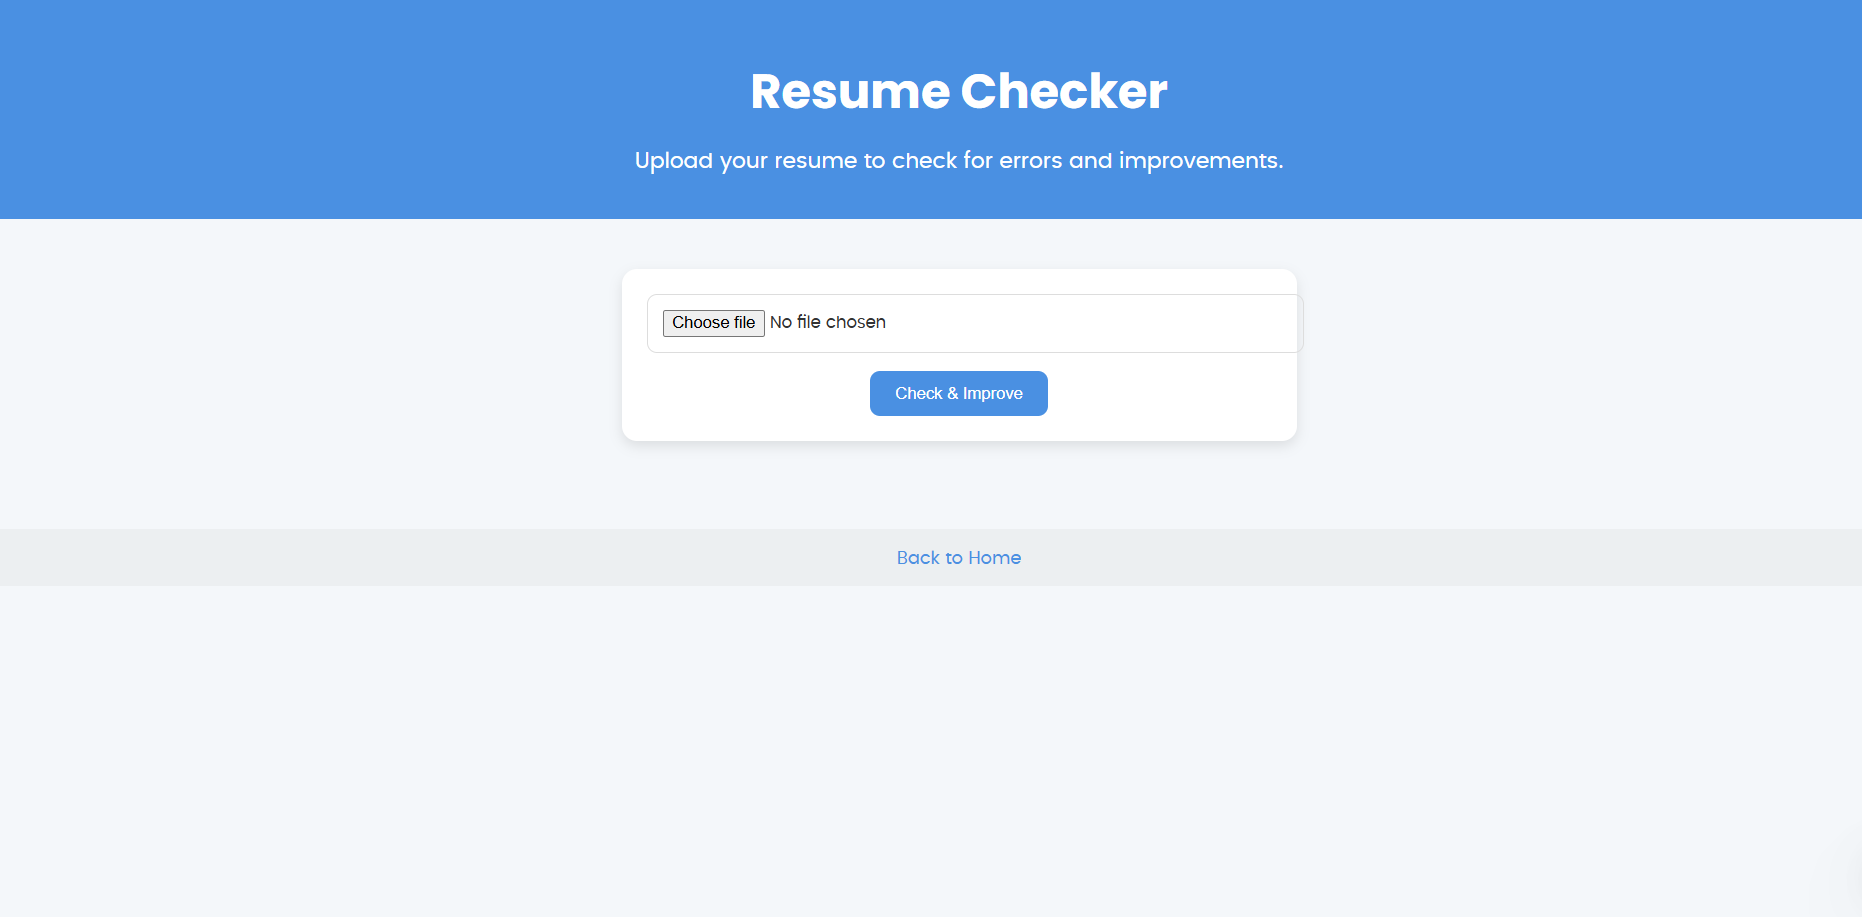 Resume Checker
Upload your resume to check for errors and improvements.
Choose file No file chosen
Check & Improve
Back to Home